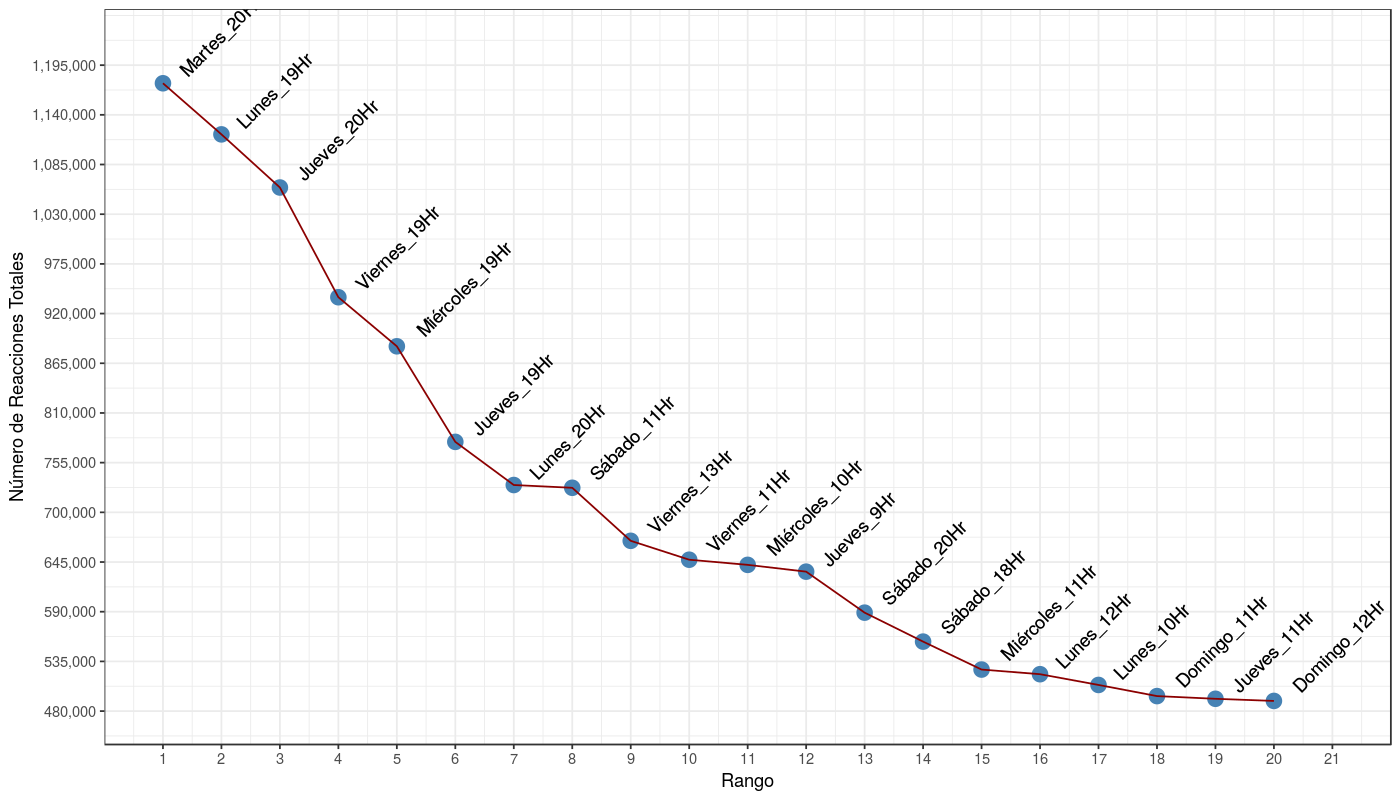 Número de Reacciones Totales
1,195,000
1,140,000
1,085,000
1,030,000
975,000
920,000
865,000
810,000
755,000
700,000
645,000
590,000
535,000
480,000
Martes_20H
Lunes_19Hr
Jueves_20Hr
Viernes_19Hr
Miércoles_19Hr
Jueves_19Hr
Lunes_20Hr
Sábado_11Hr
Viernes_13Hr
Viernes_11Hr
Miércoles_10Hr
Jueves_9Hr
Sábado_20Hr
Sábado_18Hr
Miércoles_11Hr
Lunes_12Hr
Lunes_10Hr
Domingo_11Hr
Jueves_11Hr
Domingo_12Hr
1 2 3 4 5 6 7 8 9 10 11 12 13 14 15 16 17 18 19 20 21
Rango